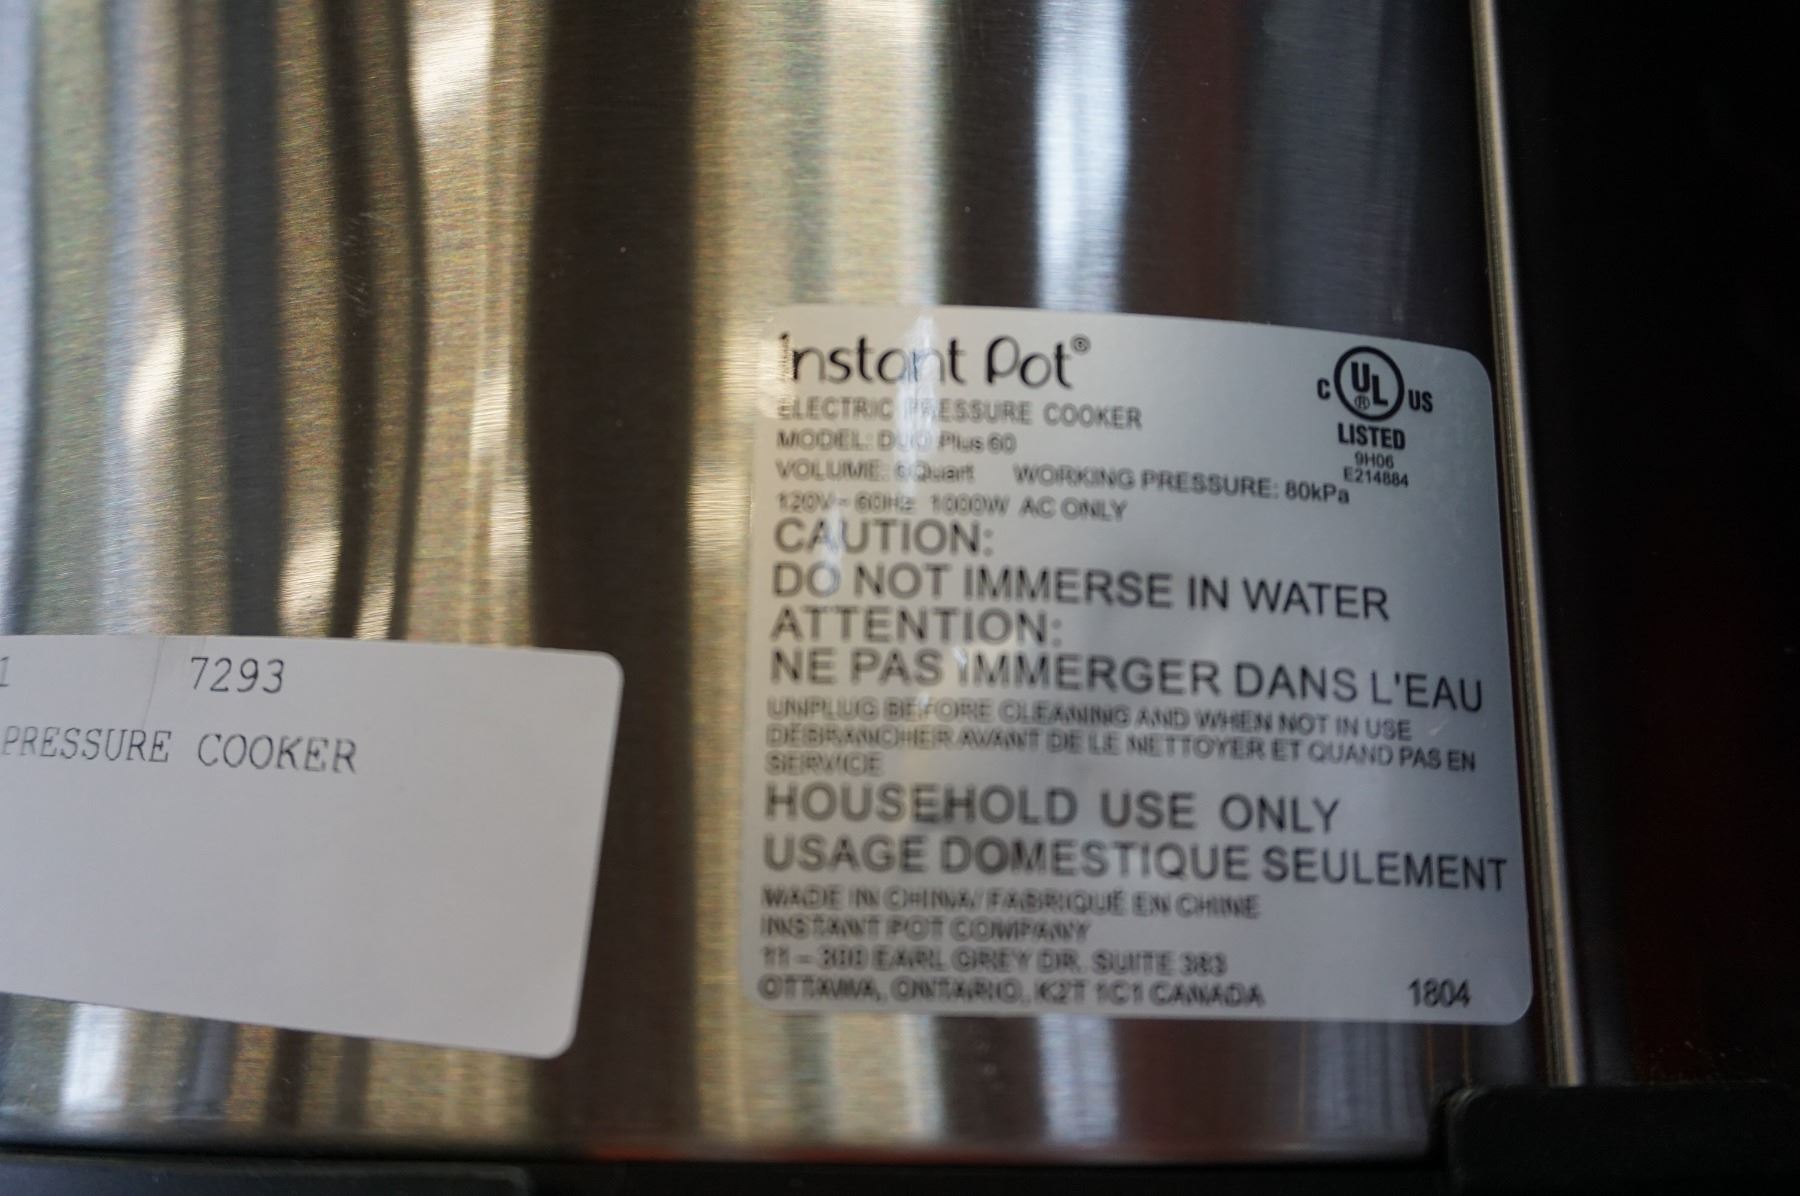 1 7293
PRESSURE COOKER
Instant Pot®
ELECTRIC PRESSURE COOKER
MODEL: DUO Plus 60
VOLUME: 6Quart WORKING PRESSURE: 80kPa
120V~ 60Hz 1000W AC ONLY
C UL® US
LISTED
9H06
E214884
CAUTION:
DO NOT IMMERSE IN WATER
ATTENTION:
NE PAS IMMERGER DANS L'EAU
UNPLUG BEFORE CLEANING AND WHEN NOT IN USE
DÉBRANCHER AVANT DE LE NETTOYER ET QUAND PAS EN
SERVICE
HOUSEHOLD USE ONLY
USAGE DOMESTIQUE SEULEMENT
MADE IN CHINA/ FABRIQUÉ EN CHINE
INSTANT POT COMPANY
11 – 300 EARL GREY DR. SUITE 383
OTTAWA, ONTARIO, K2T 1C1 CANADA
1804